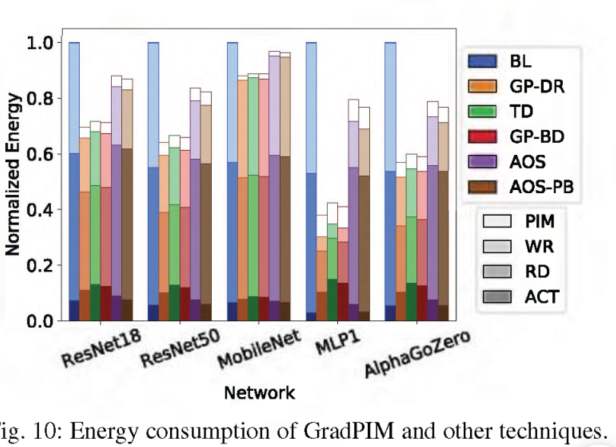 Normalized Energy
1.0
0.8
0.6
0.4
0.2
0.0
ResNet18
ResNet50
MobileNet
MLP1
AlphaGoZero
Network
BL
GP-DR
TD
GP-BD
AOS
AOS-PB
PIM
WR
RD
ACT
ig. 10: Energy consumption of GradPIM and other techniques.